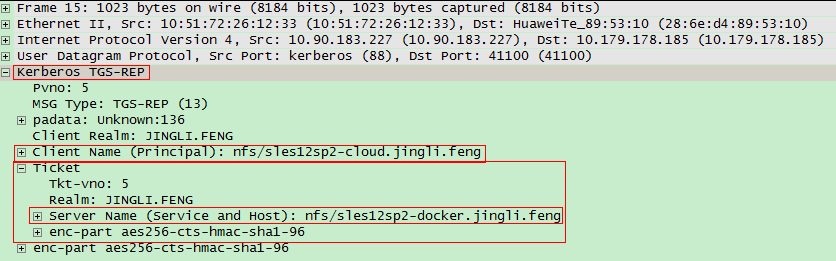 Frame 15: 1023 bytes on wire (8184 bits), 1023 bytes captured (8184 bits)
Ethernet II, Src: 10:51:72:26:12:33 (10:51:72:26:12:33), Dst: HuaweiTe_89:53:10 (28:6e:d4:89:53:10)
Internet Protocol Version 4, Src: 10.90.183.227 (10.90.183.227), Dst: 10.179.178.185 (10.179.178.185)
User Datagram Protocol, Src Port: kerberos (88), Dst Port: 41100 (41100)
Kerberos TGS-REP
Pvno: 5
MSG Type: TGS-REP (13)
padata: Unknown:136
Client Realm: JINGLI.FENG
Client Name (Principal): nfs/sles12sp2-cloud.jingli.feng
Ticket
Tkt-vno: 5
Realm: JINGLI.FENG
Server Name (Service and Host): nfs/sles12sp2-docker.jingli.feng
enc-part aes256-cts-hmac-sha1-96
enc-part aes256-cts-hmac-sha1-96